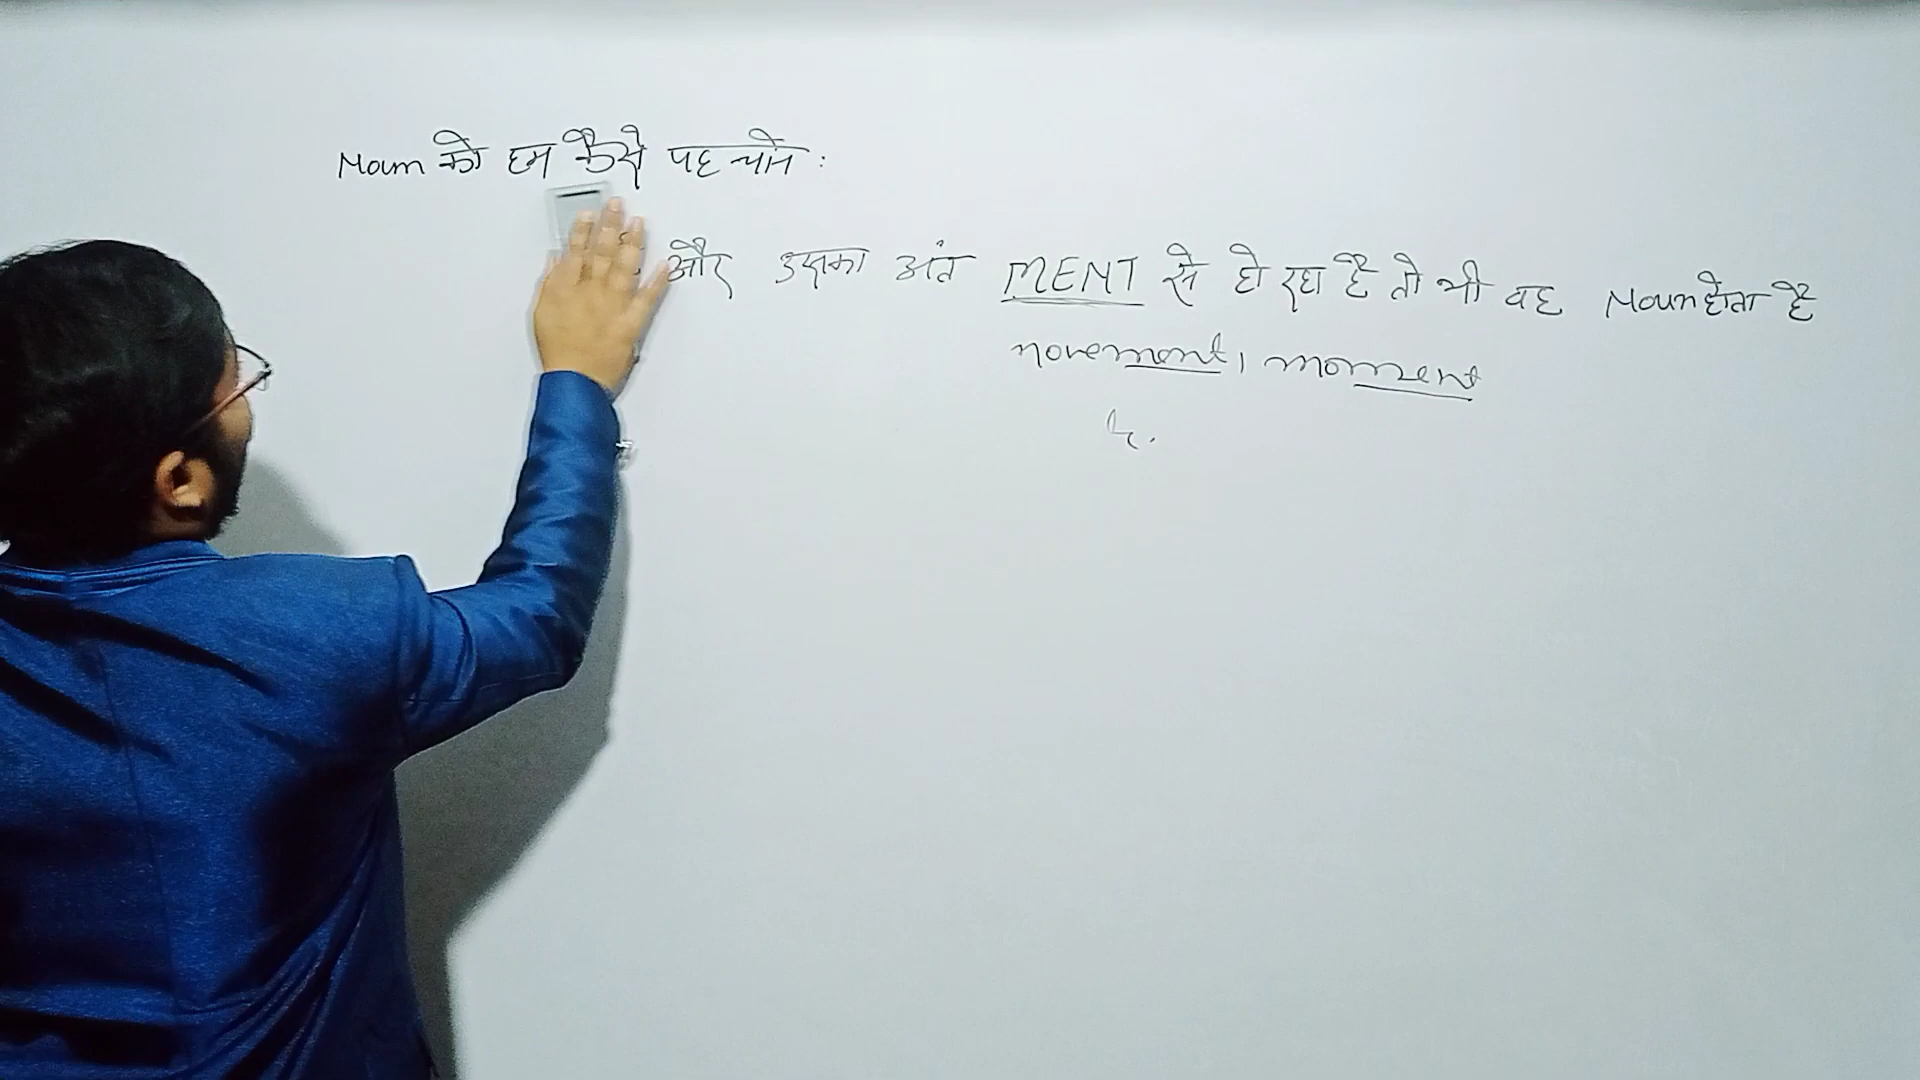 Noun को हम कैसे पहचाने :
और उसका अंत MENT से हो रहा है तो भी वह Noun होता है
movement, moment